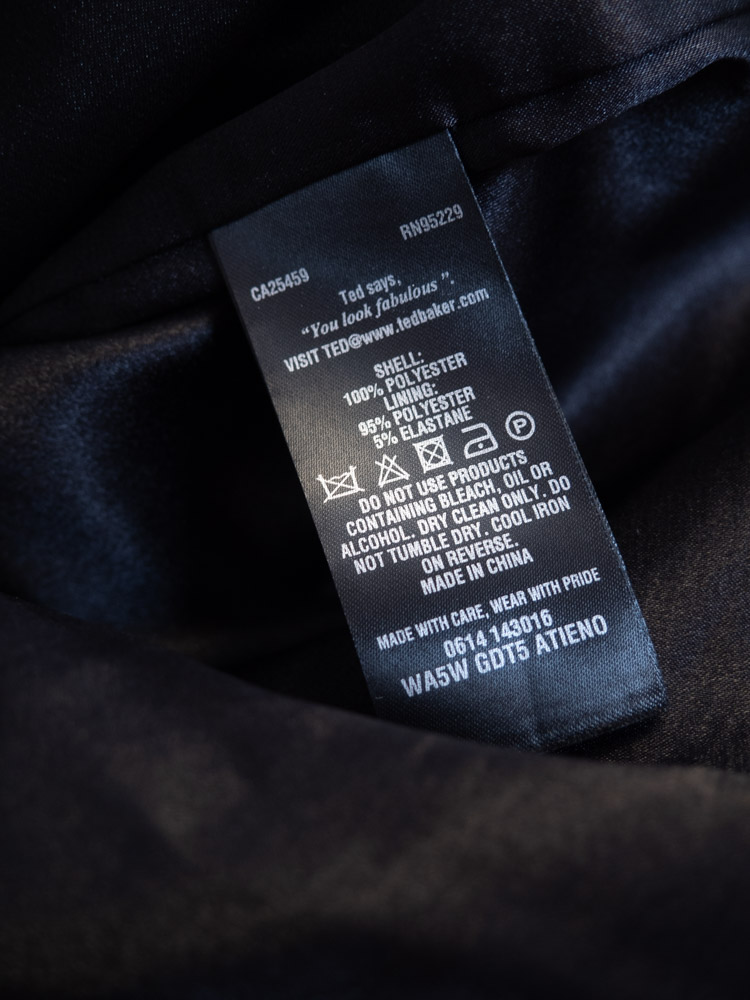 RN95229
CA25459
Ted says,
“You look fabulous”.
VISIT TED@www.tedbaker.com
SHELL:
100% POLYESTER
LINING:
95% POLYESTER
5% ELASTANE
P
DO NOT USE PRODUCTS
CONTAINING BLEACH, OIL OR
ALCOHOL. DRY CLEAN ONLY. DO
NOT TUMBLE DRY. COOL IRON
ON REVERSE.
MADE IN CHINA
MADE WITH CARE, WEAR WITH PRIDE
0614 143016
WA5W GDT5 ATIENO